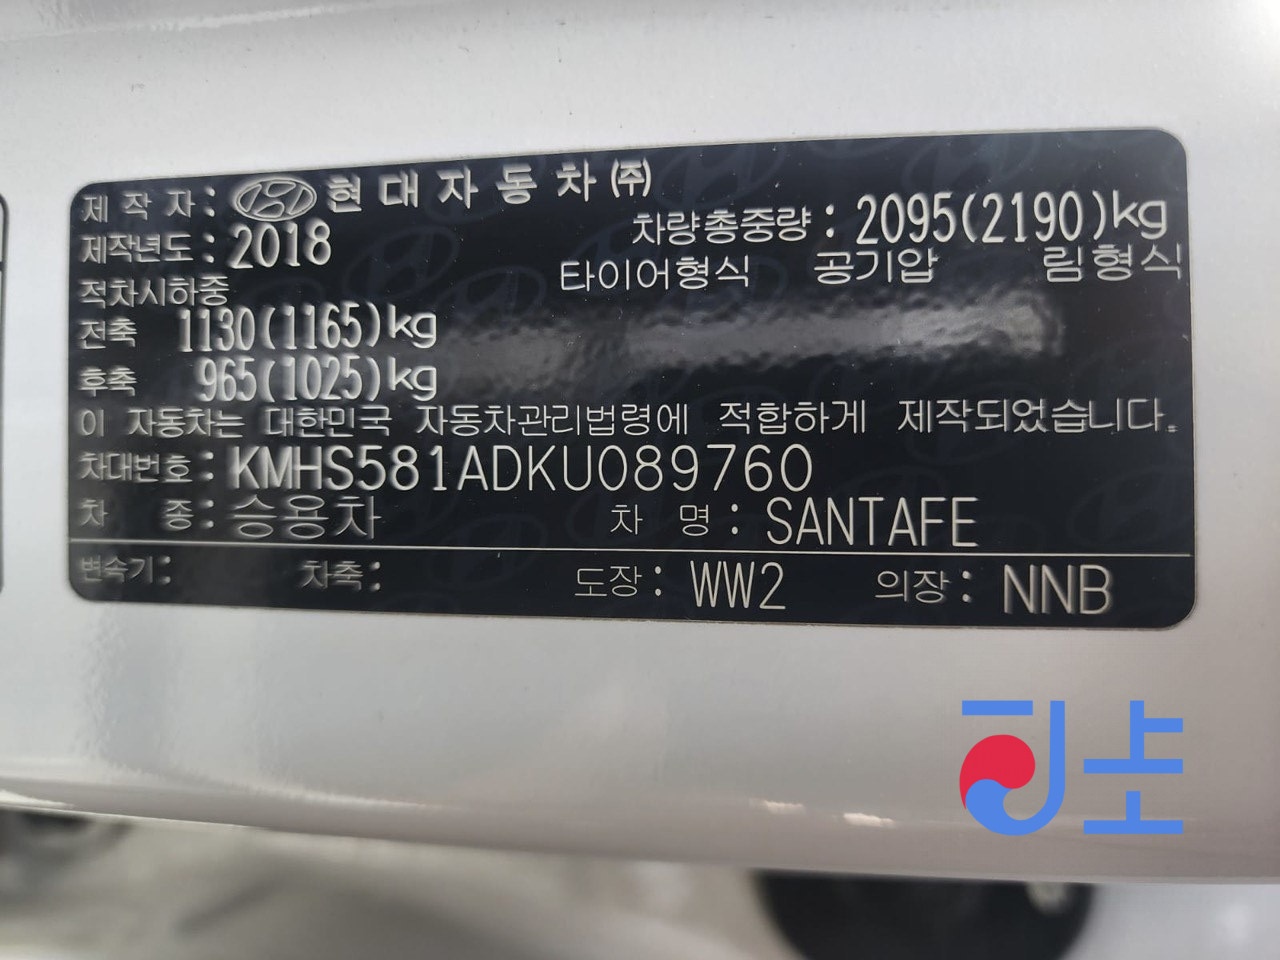 제 작 자 : 현대자동차㈜
제작년도 : 2018
차량총중량 : 2095(2190)kg
적차시하중
타이어형식 공기압 림형식
전축 1130(1165)kg
후축 965(1025)kg
이 자동차는 대한민국 자동차관리법령에 적합하게 제작되었습니다.
차대번호 : KMHS581ADKU089760
차 종 : 승용차 차 명 : SANTAFE
변속기 : 차축 : 도장 : WW2 의장 : NNB